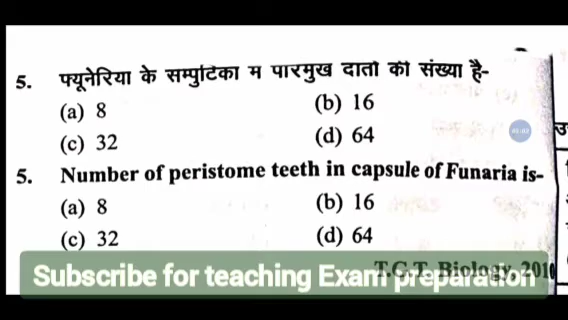 5. फ्यूनेरिया के सम्पुटिका म पारमुख दातो की संख्या है-
(a) 8 (b) 16
(c) 32 (d) 64
5. Number of peristome teeth in capsule of Funaria is-
(a) 8 (b) 16
(c) 32 (d) 64
T.G.T. Biology, 2010
Subscribe for teaching Exam preparation